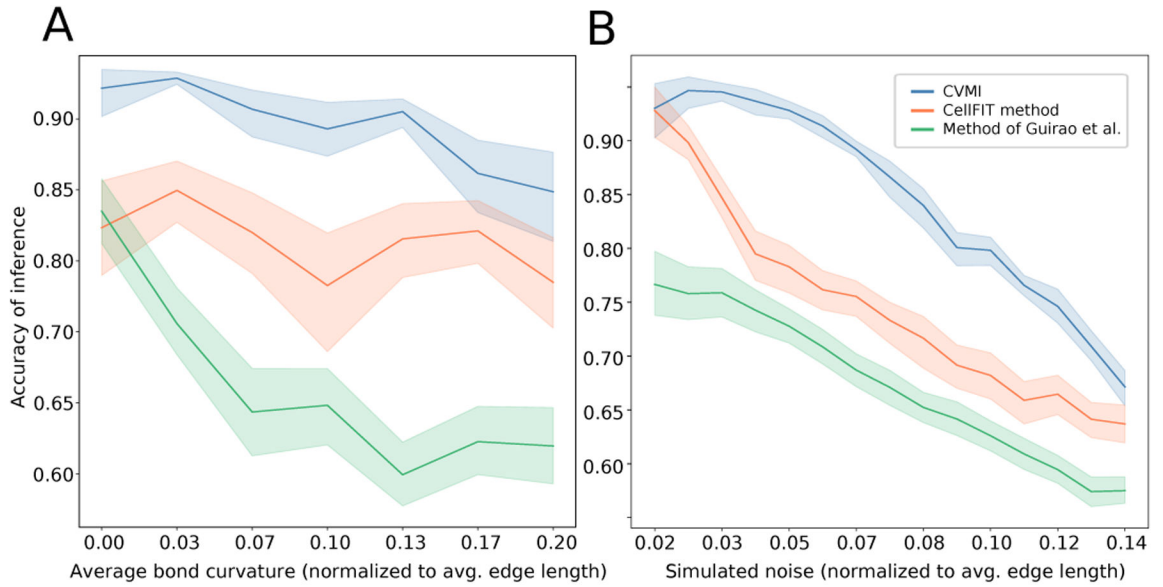 A
B
Accuracy of inference
0.90
0.85
0.80
0.70
0.65
0.60
0.00 0.03 0.07 0.10 0.13 0.17 0.20
Average bond curvature (normalized to avg. edge length)
CVMI
CellFIT method
Method of Guirao et al.
0.90
0.85
0.80
0.75
0.70
0.65
0.60
0.02 0.03 0.05 0.07 0.08 0.10 0.12 0.14
Simulated noise (normalized to avg. edge length)